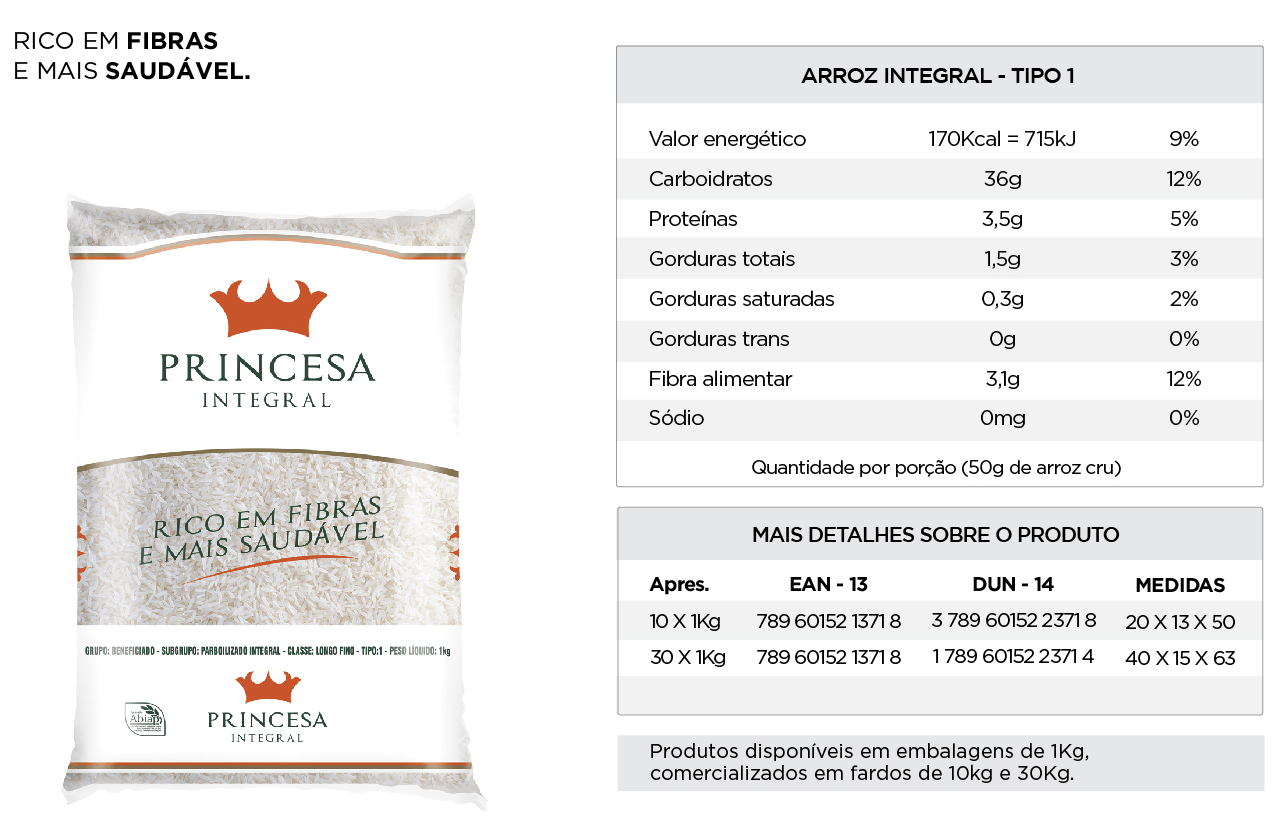 RICO EM FIBRAS
E MAIS SAUDÁVEL.
PRINCESA
INTEGRAL
RICO EM FIBRAS
E MAIS SAUDÁVEL
GRUPO: BENEFICIADO - SUBGRUPO: PARBOILIZADO INTEGRAL - CLASSE: LONGO FINO - TIPO:1 - PESO LÍQUIDO: 1kg
Abiap
PRINCESA
INTEGRAL
ARROZ INTEGRAL - TIPO 1
Valor energético 170Kcal = 715kJ 9%
Carboidratos 36g 12%
Proteínas 3,5g 5%
Gorduras totais 1,5g 3%
Gorduras saturadas 0,3g 2%
Gorduras trans 0g 0%
Fibra alimentar 3,1g 12%
Sódio 0mg 0%
Quantidade por porção (50g de arroz cru)
MAIS DETALHES SOBRE O PRODUTO
Apres. EAN - 13 DUN - 14 MEDIDAS
10 X 1Kg 789 60152 1371 8 3 789 60152 2371 8 20 X 13 X 50
30 X 1Kg 789 60152 1371 8 1 789 60152 2371 4 40 X 15 X 63
Produtos disponíveis em embalagens de 1Kg,
comercializados em fardos de 10kg e 30Kg.